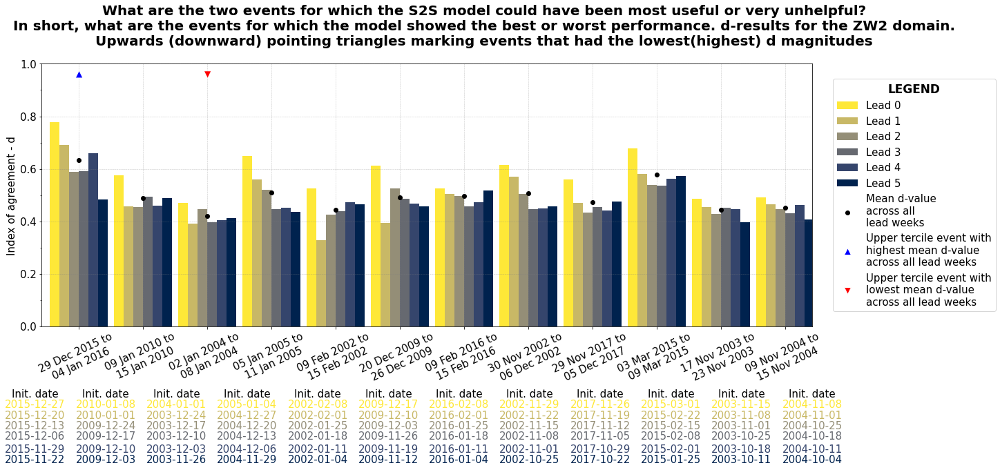 What are the two events for which the S2S model could have been most useful or very unhelpful?
In short, what are the events for which the model showed the best or worst performance. d-results for the ZW2 domain.
Upwards (downward) pointing triangles marking events that had the lowest(highest) d magnitudes
1.0
0.8
0.6
0.4
0.2
0.0
Index of agreement - d
LEGEND
Lead 0
Lead 1
Lead 2
Lead 3
Lead 4
Lead 5
Mean d-value
across all
lead weeks
Upper tercile event with
highest mean d-value
across all lead weeks
Upper tercile event with
lowest mean d-value
across all lead weeks
29 Dec 2015 to
04 Jan 2016
09 Jan 2010 to
15 Jan 2010
02 Jan 2004 to
08 Jan 2004
05 Jan 2005 to
11 Jan 2005
09 Feb 2002 to
15 Feb 2002
20 Dec 2009 to
26 Dec 2009
09 Feb 2016 to
15 Feb 2016
30 Nov 2002 to
06 Dec 2002
29 Nov 2017 to
05 Dec 2017
03 Mar 2015 to
09 Mar 2015
17 Nov 2003 to
23 Nov 2003
09 Nov 2004 to
15 Nov 2004
Init. date Init. date Init. date Init. date Init. date Init. date Init. date Init. date Init. date Init. date Init. date Init. date
2015-12-27 2010-01-08 2004-01-01 2005-01-04 2002-02-08 2009-12-17 2016-02-08 2002-11-29 2017-11-26 2015-03-01 2003-11-15 2004-11-08
2015-12-20 2010-01-01 2003-12-24 2004-12-27 2002-02-01 2009-12-10 2016-02-01 2002-11-22 2017-11-19 2015-02-22 2003-11-08 2004-11-01
2015-12-13 2009-12-24 2003-12-17 2004-12-20 2002-01-25 2009-12-03 2016-01-25 2002-11-15 2017-11-12 2015-02-15 2003-11-01 2004-10-25
2015-12-06 2009-12-17 2003-12-10 2004-12-13 2002-01-18 2009-11-26 2016-01-18 2002-11-08 2017-11-05 2015-02-08 2003-10-25 2004-10-18
2015-11-29 2009-12-10 2003-12-03 2004-12-06 2002-01-11 2009-11-19 2016-01-11 2002-11-01 2017-10-29 2015-02-01 2003-10-18 2004-10-11
2015-11-22 2009-12-03 2003-11-26 2004-11-29 2002-01-04 2009-11-12 2016-01-04 2002-10-25 2017-10-22 2015-01-25 2003-10-11 2004-10-04